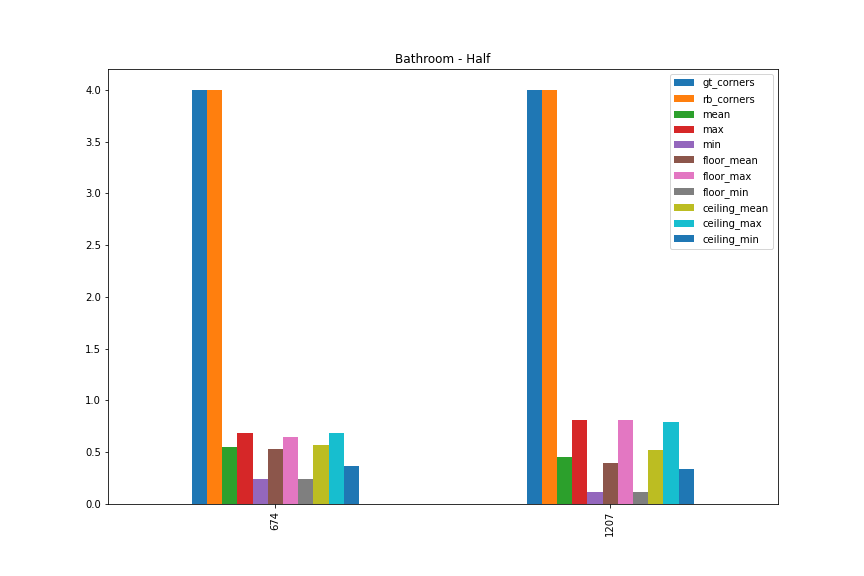 Bathroom - Half
4.0
3.5
3.0
2.5
2.0
1.5
1.0
0.5
0.0
gt_corners
rb_corners
mean
max
min
floor_mean
floor_max
floor_min
ceiling_mean
ceiling_max
ceiling_min
674
1207